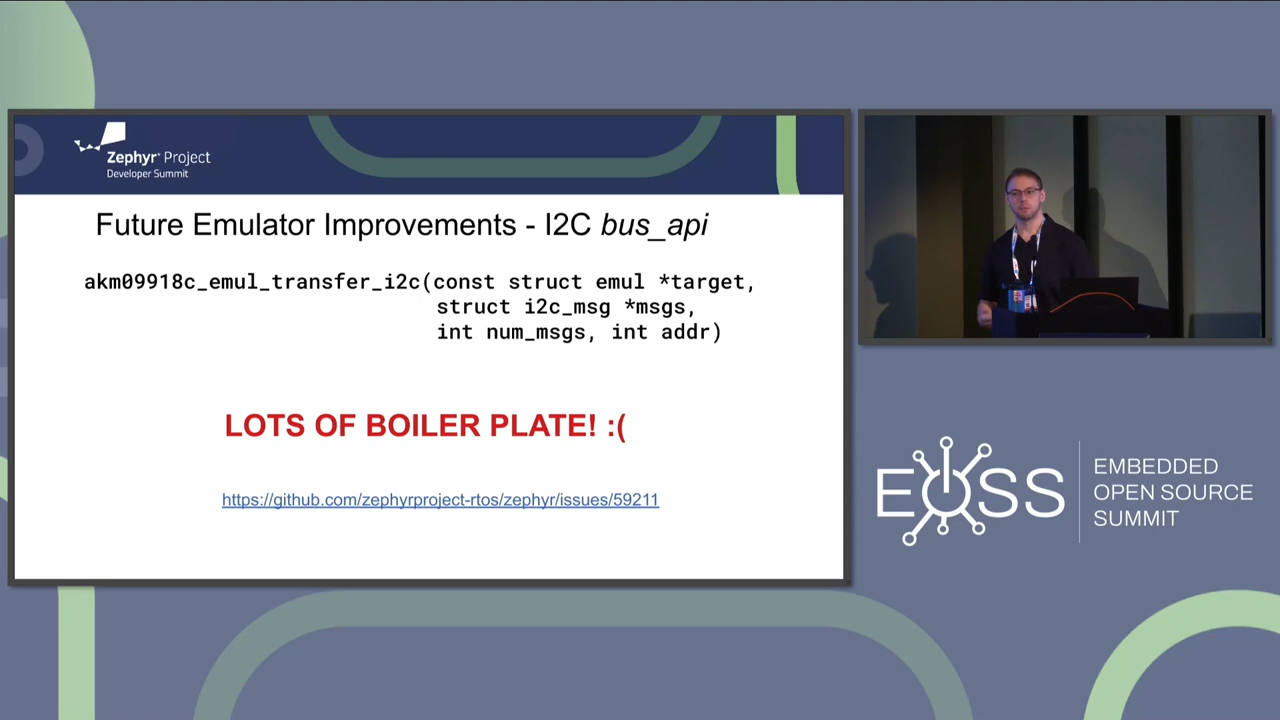 Zephyr® Project
Developer Summit
Future Emulator Improvements - I2C bus_api
akm09918c_emul_transfer_i2c(const struct emul *target,
struct i2c_msg *msgs,
int num_msgs, int addr)
LOTS OF BOILER PLATE! :(
https://github.com/zephyrproject-rtos/zephyr/issues/59211
EOSS
EMBEDDED
OPEN SOURCE
SUMMIT